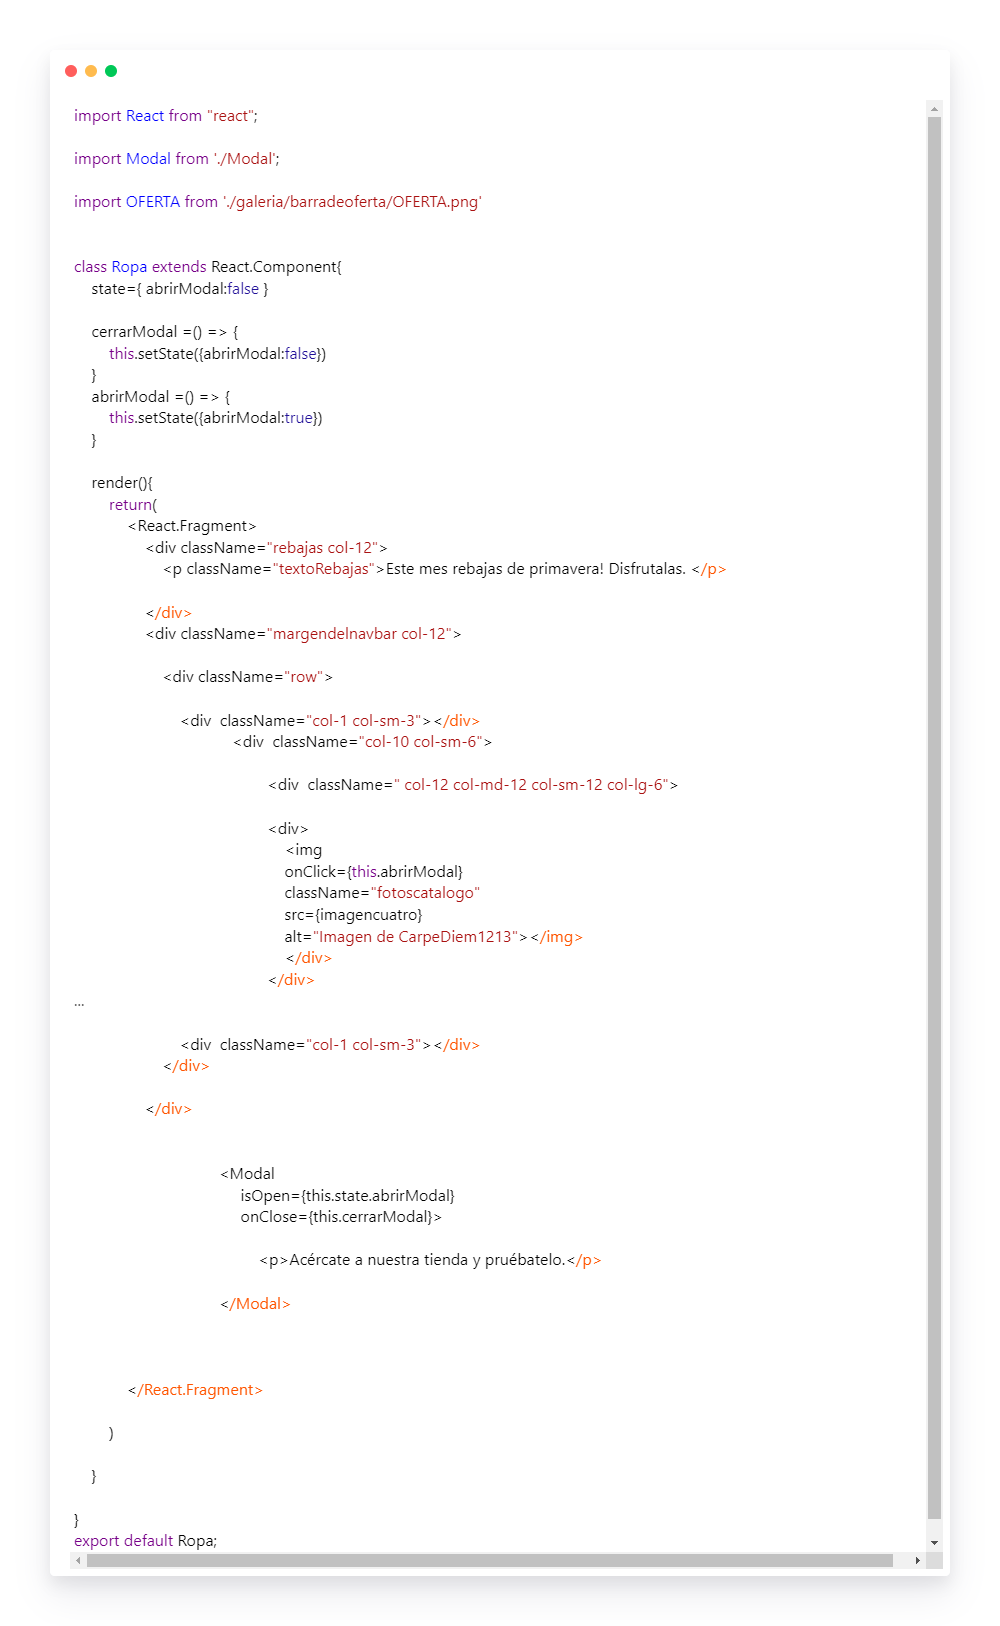 import React from "react";
import Modal from './Modal';
import OFERTA from './galeria/barradeoferta/OFERTA.png'
class Ropa extends React.Component{
state={ abrirModal:false }
cerrarModal =() => {
this.setState({abrirModal:false})
}
abrirModal =() => {
this.setState({abrirModal:true})
}
render(){
return(
<React.Fragment>
<div className="rebajas col-12">
<p className="textoRebajas">Este mes rebajas de primavera! Disfrutalas. </p>
</div>
<div className="margendelnavbar col-12">
<div className="row">
<div  className="col-1 col-sm-3"></div>
<div  className="col-10 col-sm-6">
<div  className=" col-12 col-md-12 col-sm-12 col-lg-6">
<div>
<img
onClick={this.abrirModal}
className="fotoscatalogo"
src={imagencuatro}
alt="Imagen de CarpeDiem1213"></img>
</div>
</div>
...
<div  className="col-1 col-sm-3"></div>
</div>
</div>
<Modal
isOpen={this.state.abrirModal}
onClose={this.cerrarModal}>
<p>Acércate a nuestra tienda y pruébatelo.</p>
</Modal>
</React.Fragment>
)
}
}
export default Ropa;